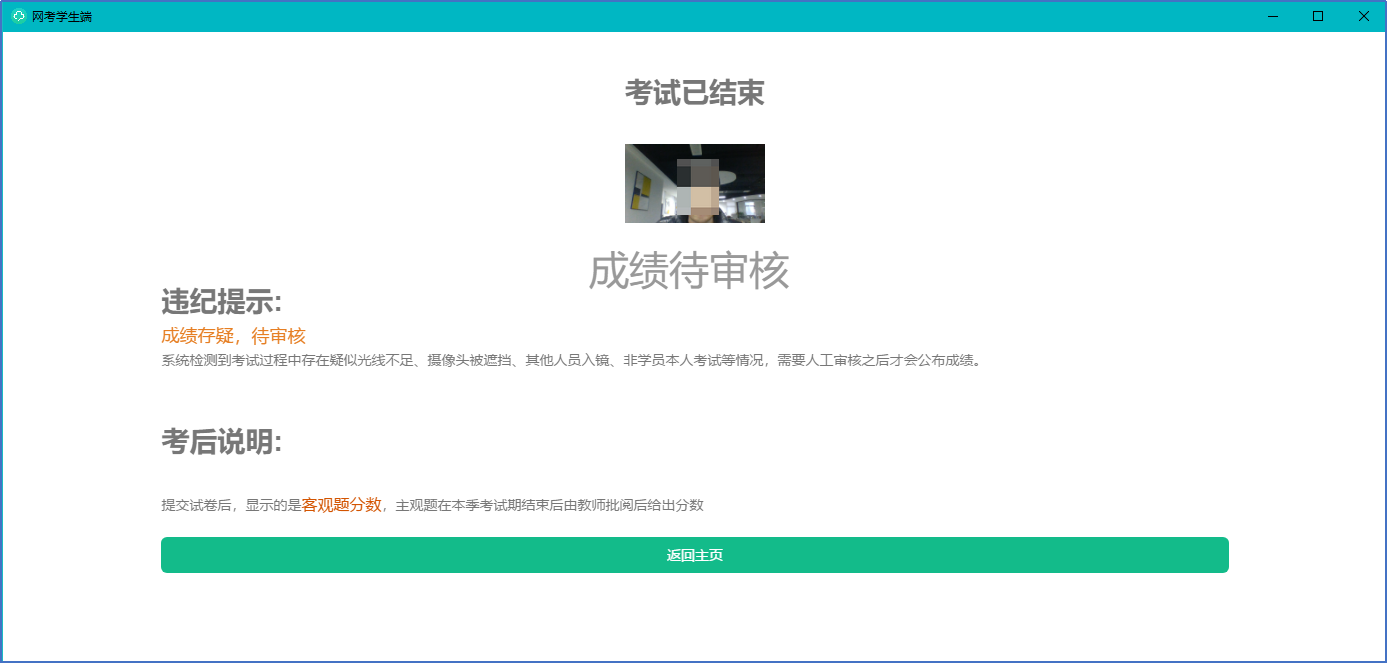 网考学生端
考试已结束
成绩待审核
违纪提示:
成绩存疑，待审核
系统检测到考试过程中存在疑似光线不足、摄像头被遮挡、其他人员入镜、非学员本人考试等情况，需要人工审核之后才会公布成绩。
考后说明:
提交试卷后，显示的是客观题分数，主观题在本季考试期结束后由教师批阅后给出分数
返回主页